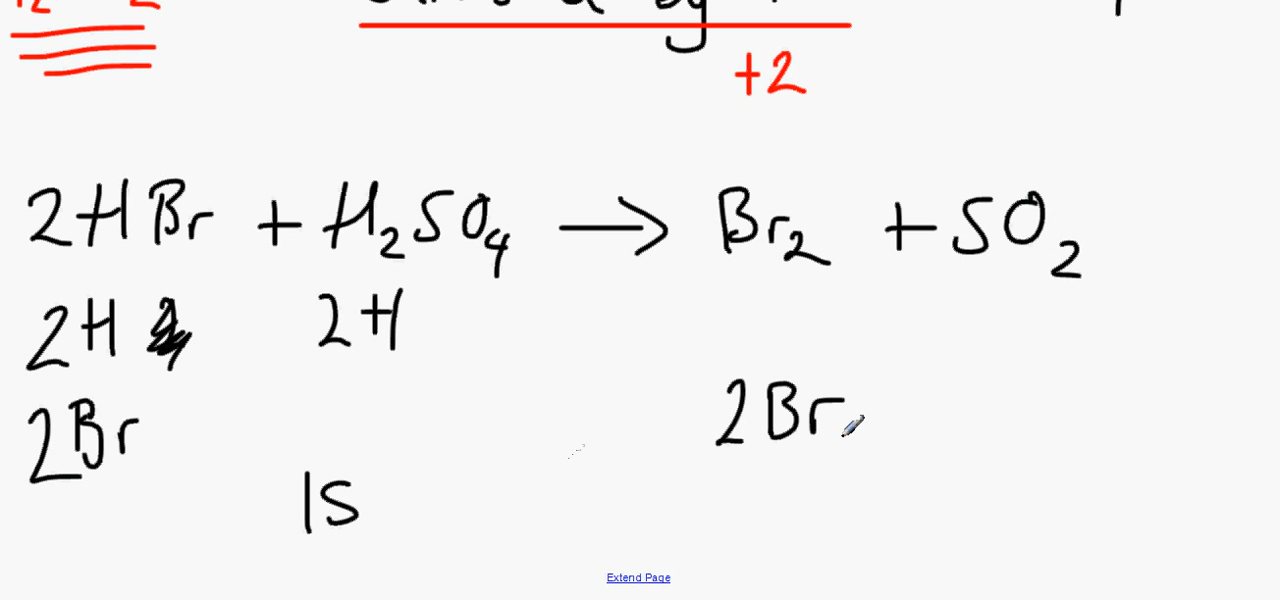 +2
2HBr + H₂SO₄ → Br₂ + SO₂
2H 2H
2Br 2Br
1S
Extend Page